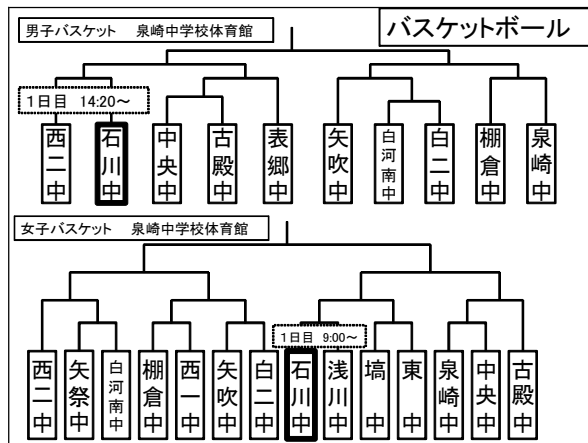 バスケットボール
男子バスケット 泉崎中学校体育館
1日目 14:20~
西二中
石川中
中央中
古殿中
表郷中
矢吹中
白河南中
白二中
棚倉中
泉崎中
女子バスケット 泉崎中学校体育館
1日目 9:00~
西二中
矢祭中
白河南中
棚倉中
西一中
矢吹中
白二中
石川中
浅川中
塙中
東中
泉崎中
中央中
古殿中